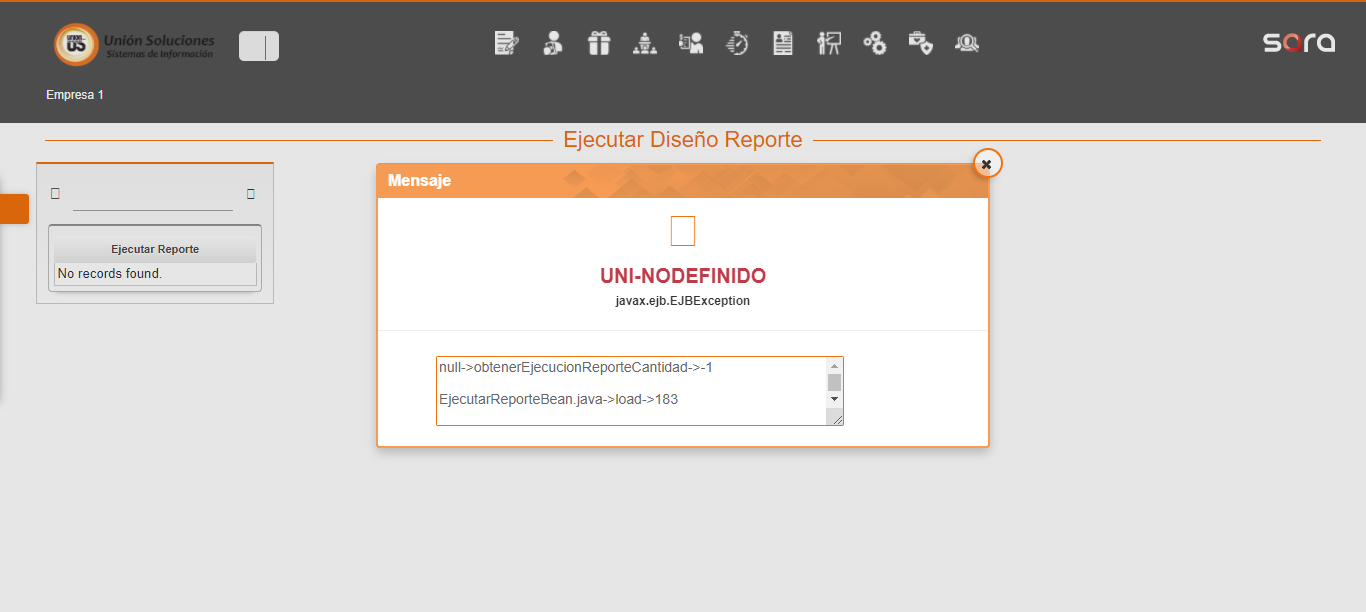 UNION
US
Unión Soluciones
Sistemas de Información
sara
Empresa 1
Ejecutar Diseño Reporte
Mensaje
Ejecutar Reporte
No records found.
UNI-NODEFINIDO
javax.ejb.EJBException
null->obtenerEjecucionReporteCantidad->-1
EjecutarReporteBean.java->load->183